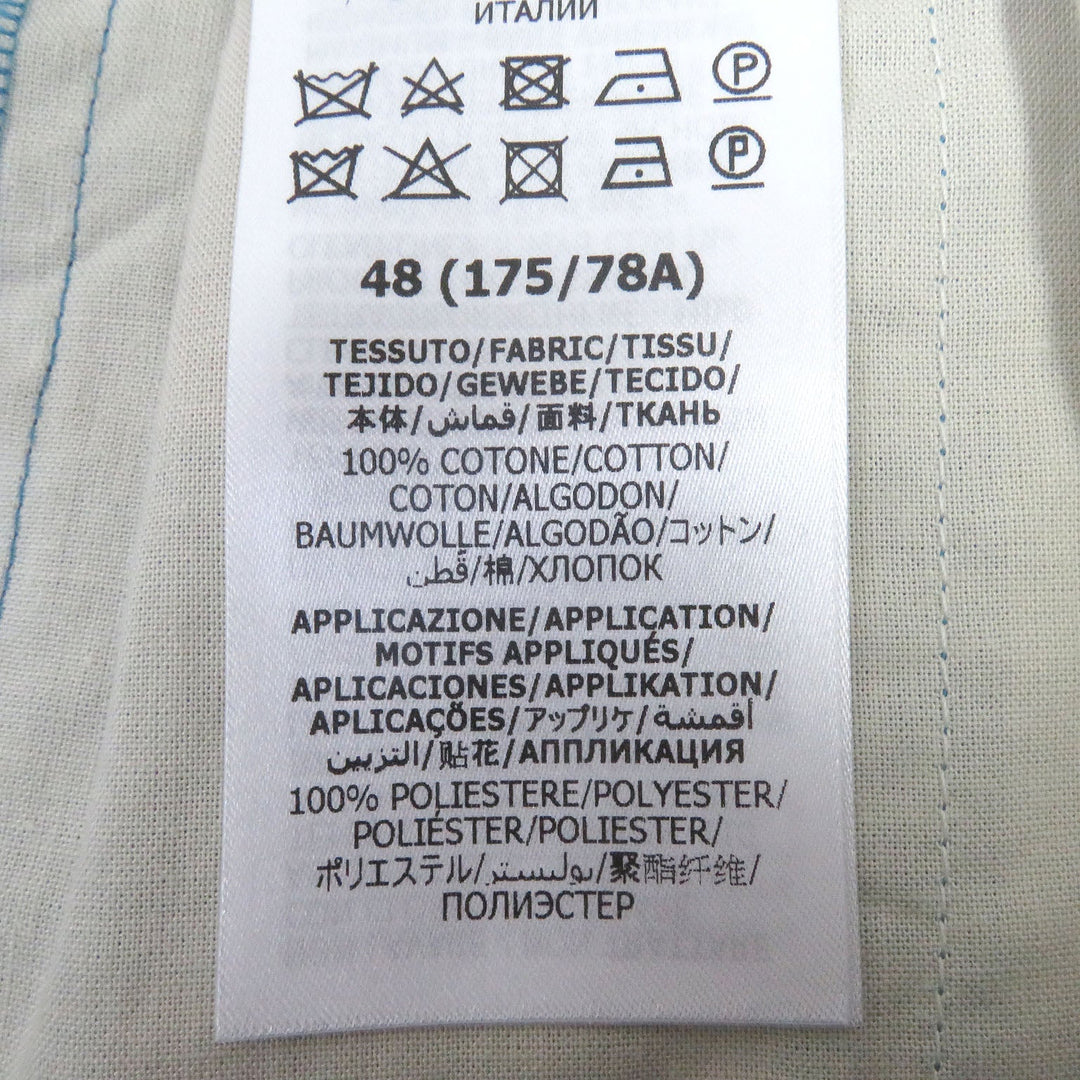 ИТАЛИИ
P
P
48 (175/78A)
TESSUTO/FABRIC/TISSU/
TEJIDO/GEWEBE/TECIDO/
本体/قماش/面料/ТКАНЬ
100% COTONE/COTTON/
COTON/ALGODON/
BAUMWOLLE/ALGODÃO/コットン/
قُطن/棉/ХЛОПОК
APPLICAZIONE/APPLICATION/
MOTIFS APPLIQUÉS/
APLICACIONES/APPLIKATION/
APLICAÇÕES/アップリケ/أقمشة
التزيين/贴花/АППЛИКАЦИЯ
100% POLIESTERE/POLYESTER/
POLIÉSTER/POLIESTER/
ポリエステル/بوليستر/聚酯纤维/
ПОЛИЭСТЕР